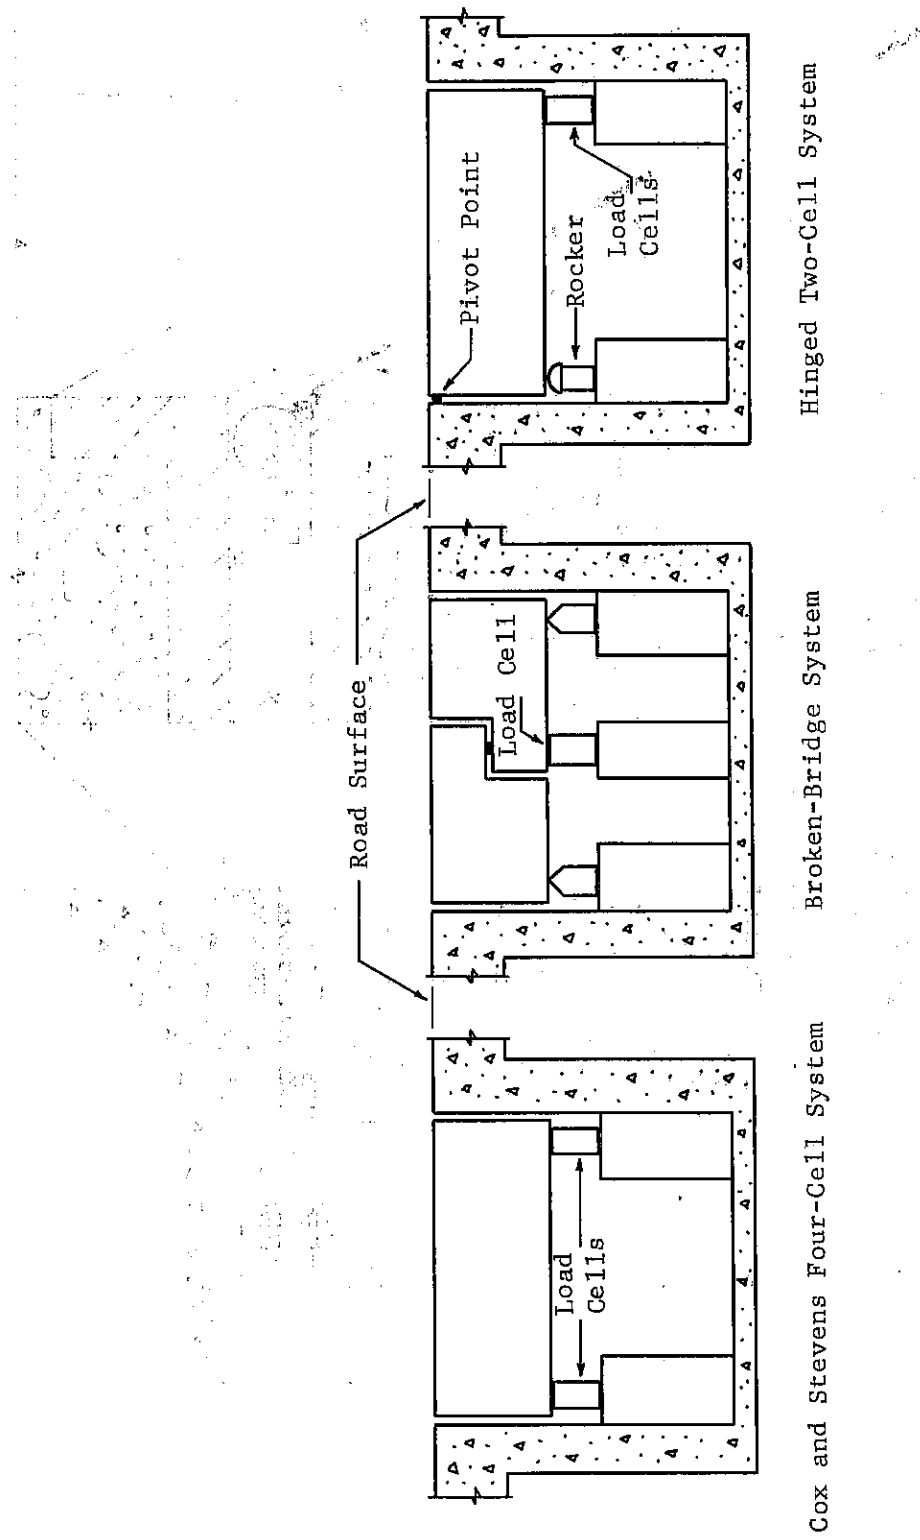 Road Surface
Load
Cells
Load Cell
Pivot Point
Rocker
Load
Cells
Cox and Stevens Four-Cell System
Broken-Bridge System
Hinged Two-Cell System